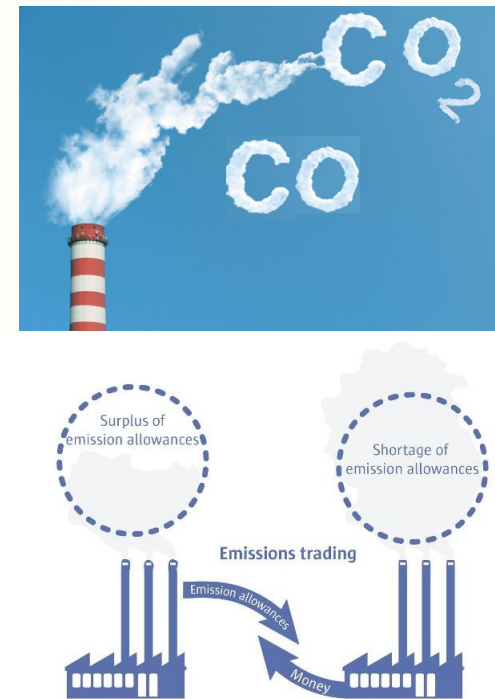 CO₂
CO
Surplus of
emission allowances
Shortage of
emission allowances
Emissions trading
Emission allowances
Money